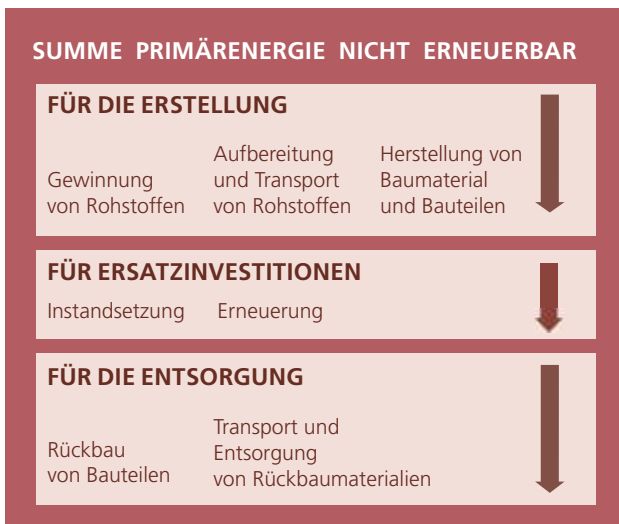 SUMME PRIMÄRENERGIE NICHT ERNEUERBAR
FÜR DIE ERSTELLUNG
Gewinnung
von Rohstoffen
Aufbereitung
und Transport
von Rohstoffen
Herstellung von
Baumaterial
und Bauteilen
FÜR ERSATZINVESTITIONEN
Instandsetzung
Erneuerung
FÜR DIE ENTSORGUNG
Rückbau
von Bauteilen
Transport und
Entsorgung
von Rückbaumaterialien